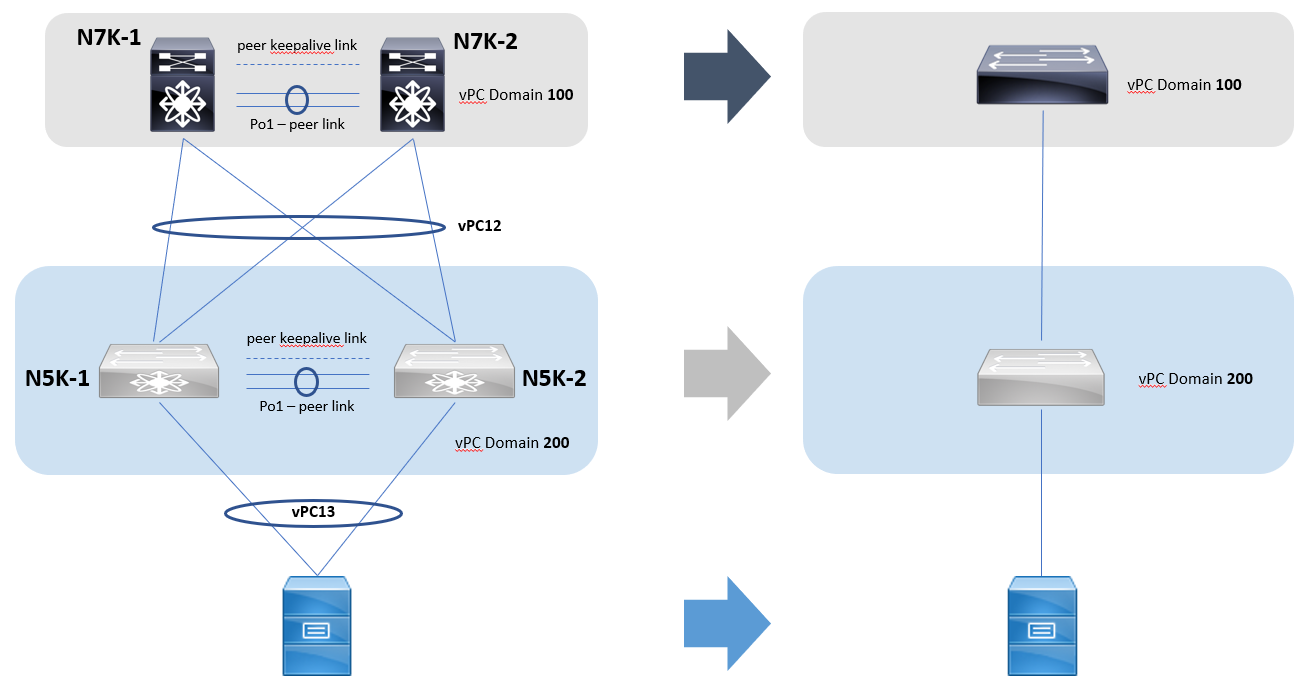 N7K-1
peer keepalive link
N7K-2
vPC Domain 100
Po1 – peer link
vPC Domain 100
vPC12
peer keepalive link
N5K-1
N5K-2
Po1 – peer link
vPC Domain 200
vPC Domain 200
vPC13